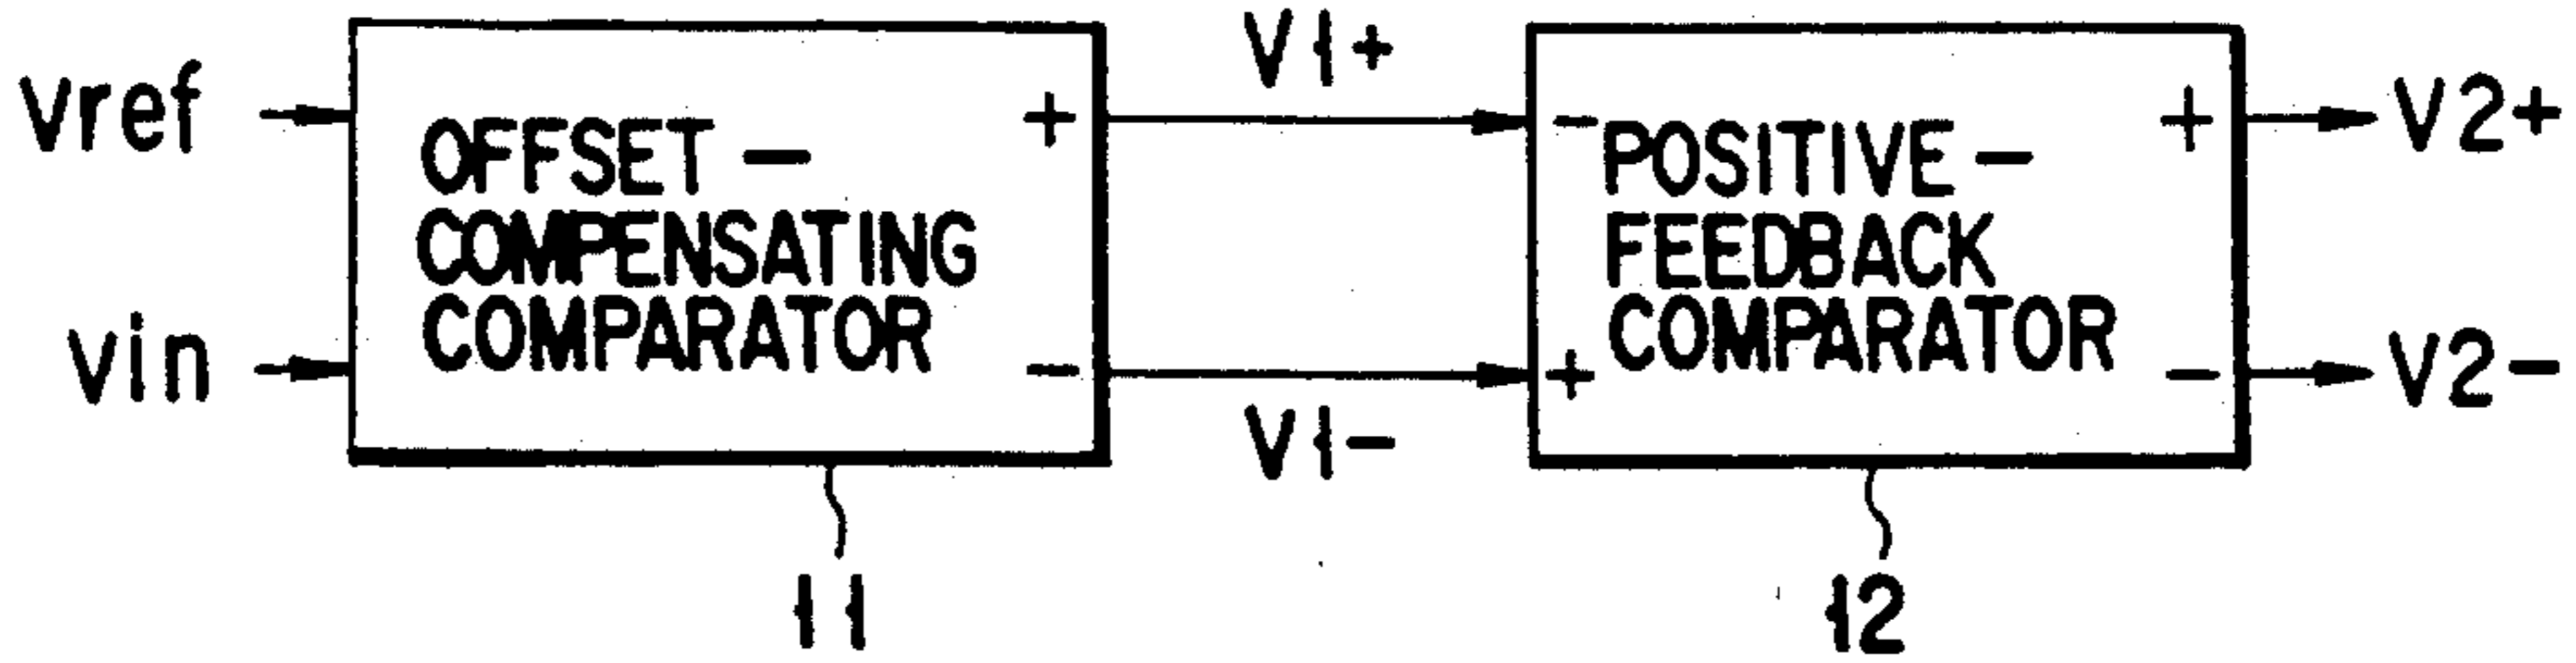 V1+
vref
OFFSET-
COMPENSATING
COMPARATOR
+
-
vin
V1-
-
+
POSITIVE-
FEEDBACK
COMPARATOR
+
-
V2+
V2-
11
12